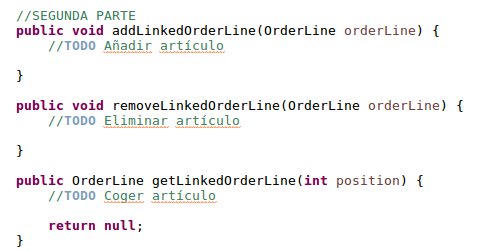 //SEGUNDA PARTE
public void addLinkedOrderLine(OrderLine orderLine) {
//TODO Añadir artículo
}
public void removeLinkedOrderLine(OrderLine orderLine) {
//TODO Eliminar artículo
}
public OrderLine getLinkedOrderLine(int position) {
//TODO Coger artículo
return null;
}